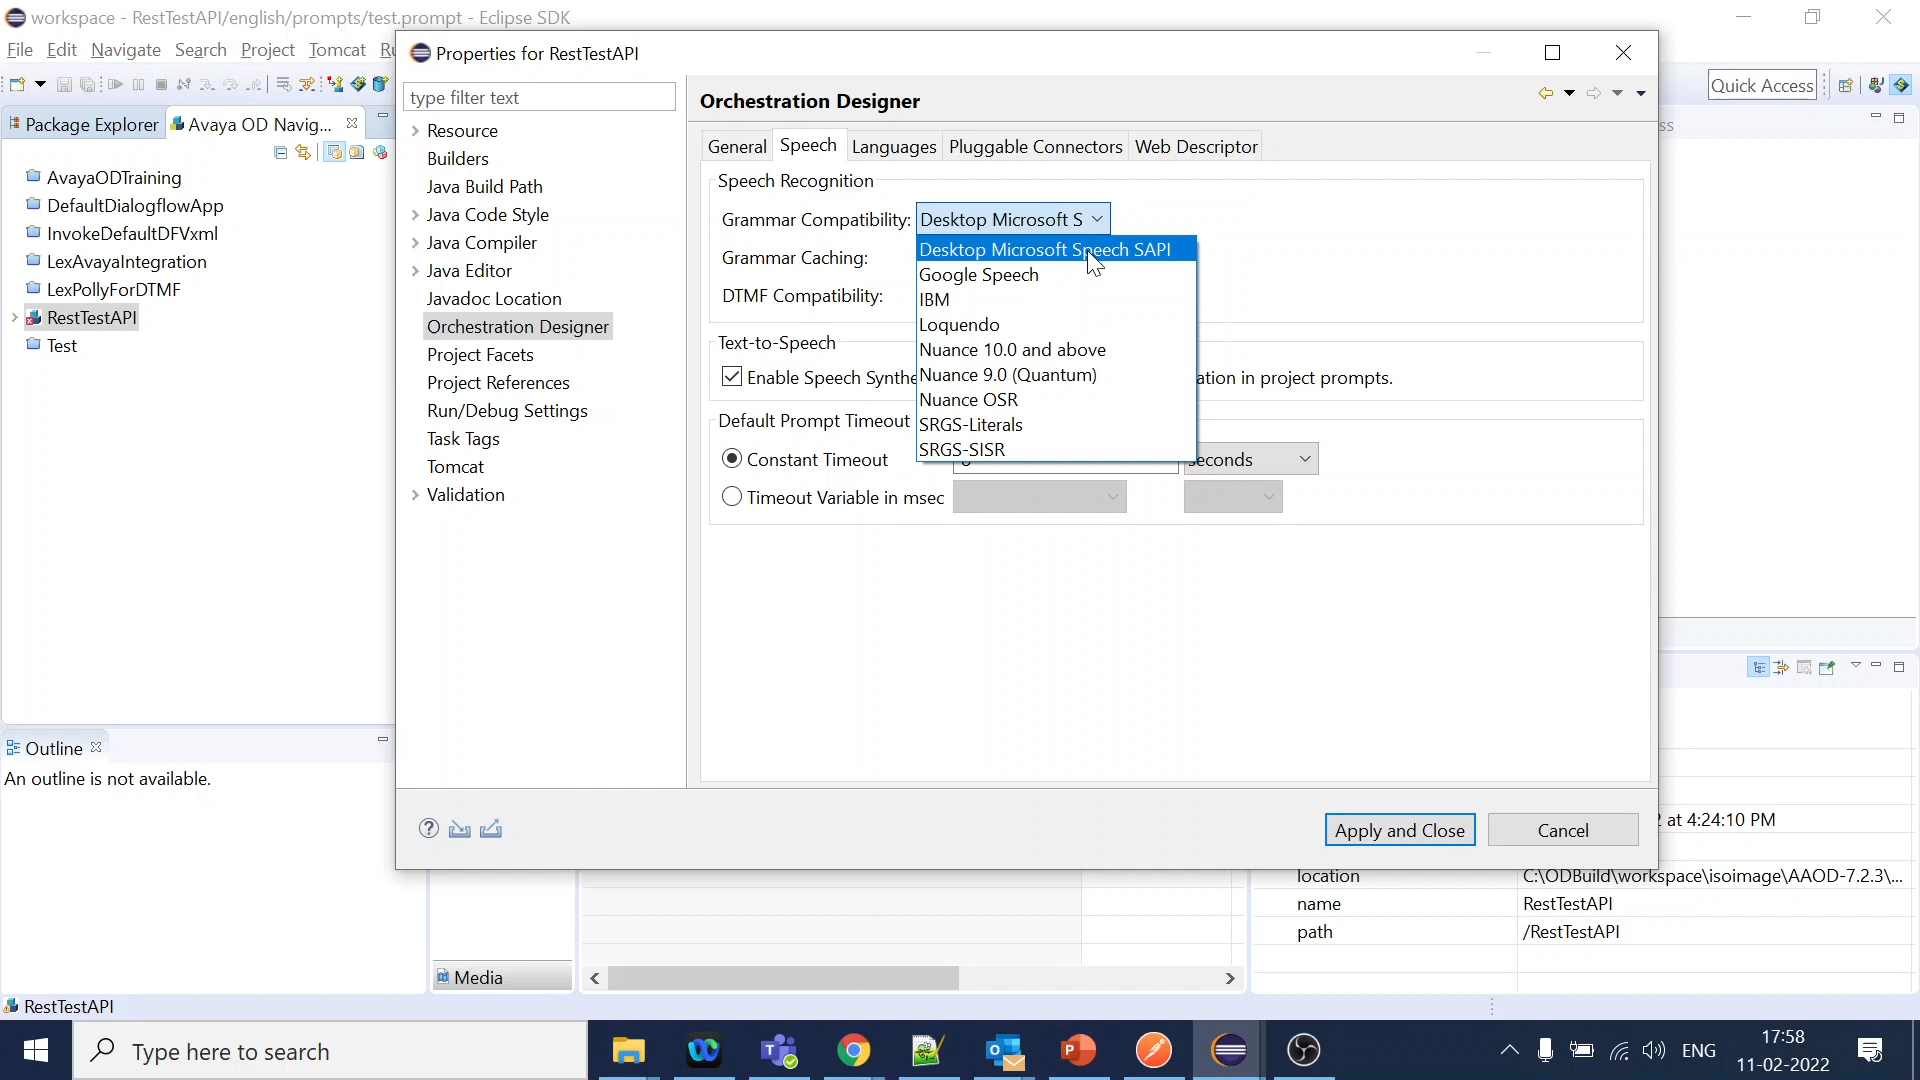 workspace - RestTestAPI/english/prompts/test.prompt - Eclipse SDK
File Edit Navigate Search Project Tomcat Ru
Properties for RestTestAPI
type filter text
Orchestration Designer
Quick Access
Package Explorer Avaya OD Navig...
ss
General Speech Languages Pluggable Connectors Web Descriptor
Resource
Builders
Java Build Path
Java Code Style
Java Compiler
Java Editor
Javadoc Location
Orchestration Designer
Project Facets
Project References
Run/Debug Settings
Task Tags
Tomcat
Validation
AvayaODTraining
DefaultDialogflowApp
InvokeDefaultDFVxml
LexAvayaIntegration
LexPollyForDTMF
RestTestAPI
Test
Speech Recognition
Grammar Compatibility: Desktop Microsoft S
Grammar Caching:
DTMF Compatibility:
Desktop Microsoft Speech SAPI
Google Speech
IBM
Loquendo
Nuance 10.0 and above
Nuance 9.0 (Quantum)
Nuance OSR
SRGS-Literals
SRGS-SISR
Text-to-Speech
Enable Speech Synthe ation in project prompts.
Default Prompt Timeout
Constant Timeout seconds
Timeout Variable in msec
Outline
An outline is not available.
Apply and Close Cancel
2 at 4:24:10 PM
location C:\ODBuild\workspace\isoimage\AAOD-7.2.3\...
name RestTestAPI
path /RestTestAPI
Media
RestTestAPI
Type here to search
ENG
17:58
11-02-2022